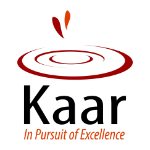 Kaar
In Pursuit of Excellence